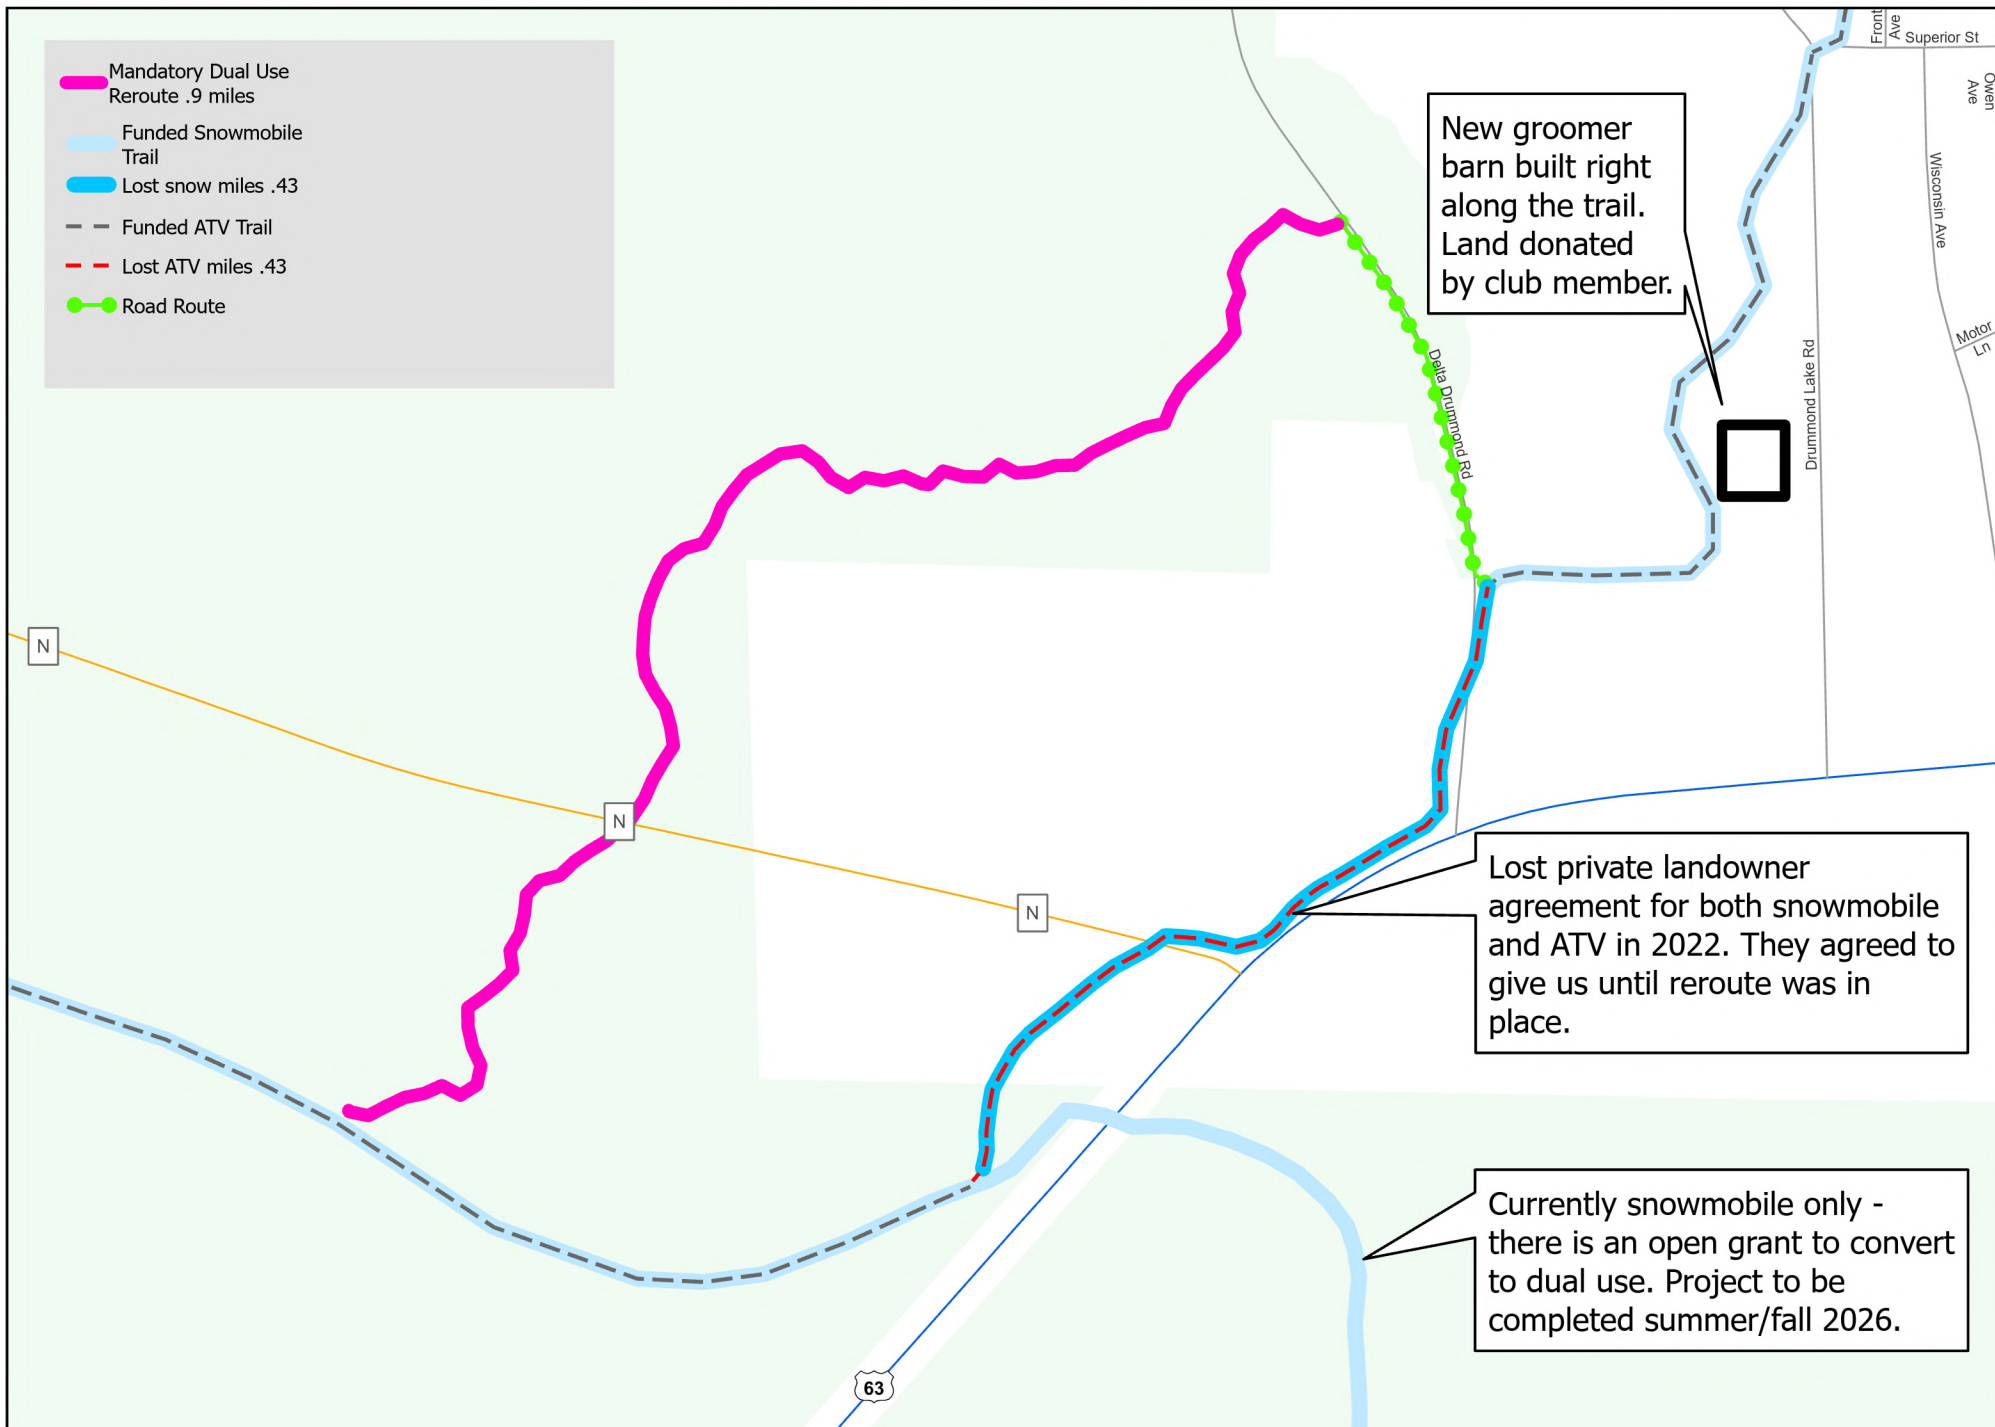 Mandatory Dual Use
Reroute .9 miles
Funded Snowmobile
Trail
Lost snow miles .43
Funded ATV Trail
Lost ATV miles .43
Road Route
Front
Ave
Superior St
Owen
Ave
Wisconsin Ave
Motor
Ln
Drummond Lake Rd
New groomer
barn built right
along the trail.
Land donated
by club member.
Delta Drummond Rd
N
N
N
Lost private landowner
agreement for both snowmobile
and ATV in 2022. They agreed to
give us until reroute was in
place.
Currently snowmobile only -
there is an open grant to convert
to dual use. Project to be
completed summer/fall 2026.
63